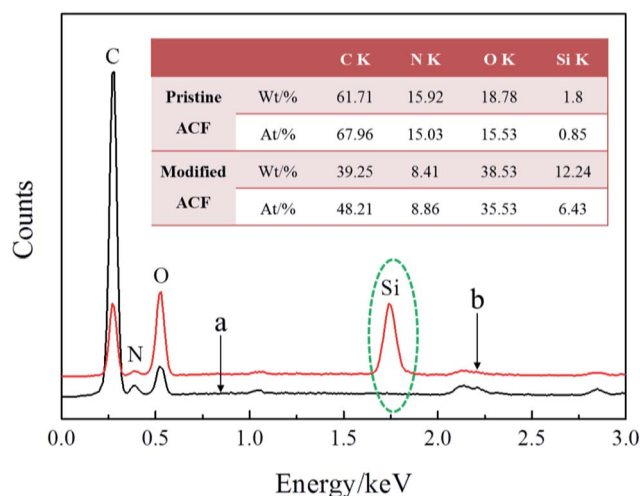 C K N K O K Si K
Pristine ACF Wt/% 61.71 15.92 18.78 1.8
At/% 67.96 15.03 15.53 0.85
Modified ACF Wt/% 39.25 8.41 38.53 12.24
At/% 48.21 8.86 35.53 6.43
C
N
O
a
Si
b
Counts
0.0 0.5 1.0 1.5 2.0 2.5 3.0
Energy/keV